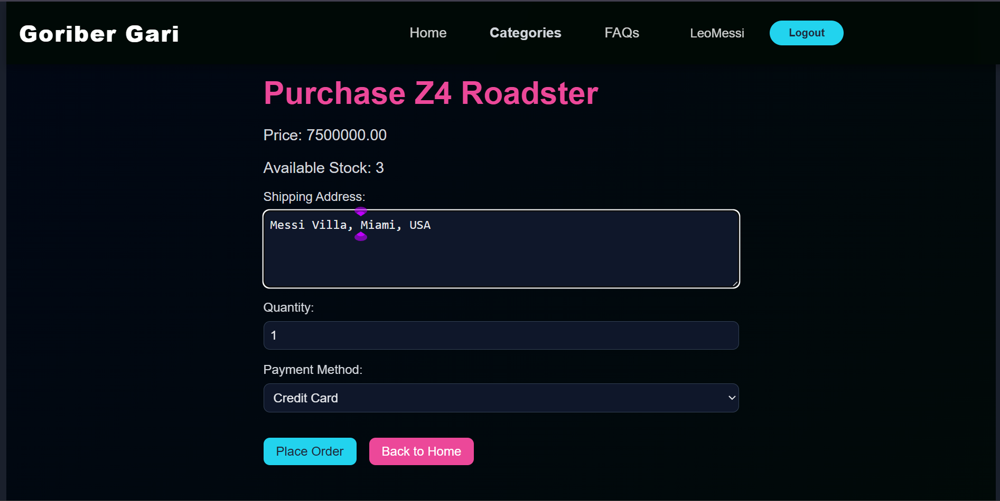 Goriber Gari
Home Categories FAQs LeoMessi Logout
Purchase Z4 Roadster
Price: 7500000.00
Available Stock: 3
Shipping Address:
Messi Villa, Miami, USA
Quantity:
1
Payment Method:
Credit Card
Place Order Back to Home